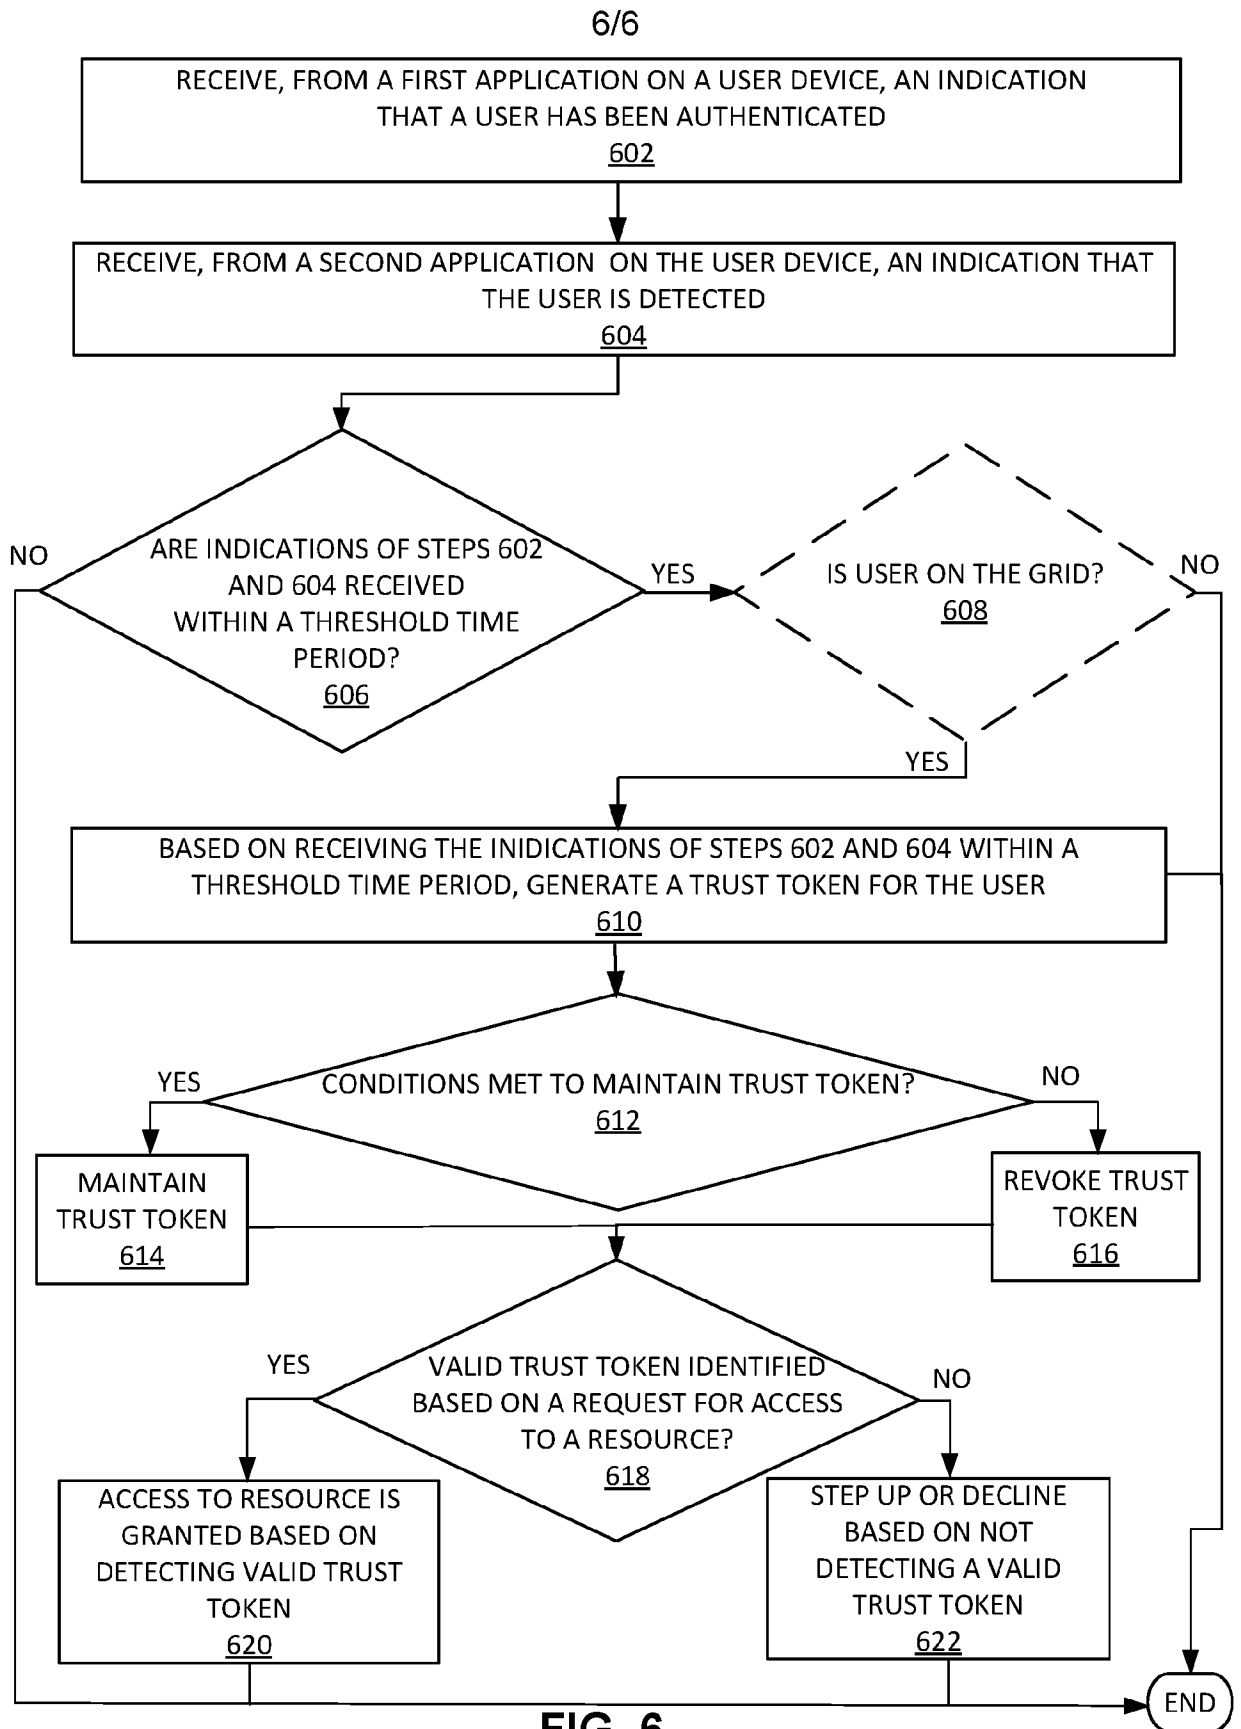 6/6
RECEIVE, FROM A FIRST APPLICATION ON A USER DEVICE, AN INDICATION
THAT A USER HAS BEEN AUTHENTICATED
602
RECEIVE, FROM A SECOND APPLICATION ON THE USER DEVICE, AN INDICATION THAT
THE USER IS DETECTED
604
NO
ARE INDICATIONS OF STEPS 602
AND 604 RECEIVED
WITHIN A THRESHOLD TIME
PERIOD?
606
YES
IS USER ON THE GRID?
608
NO
YES
BASED ON RECEIVING THE INIDICATIONS OF STEPS 602 AND 604 WITHIN A
THRESHOLD TIME PERIOD, GENERATE A TRUST TOKEN FOR THE USER
610
YES
CONDITIONS MET TO MAINTAIN TRUST TOKEN?
612
NO
MAINTAIN
TRUST TOKEN
614
REVOKE TRUST
TOKEN
616
YES
VALID TRUST TOKEN IDENTIFIED
BASED ON A REQUEST FOR ACCESS
TO A RESOURCE?
618
NO
ACCESS TO RESOURCE IS
GRANTED BASED ON
DETECTING VALID TRUST
TOKEN
620
STEP UP OR DECLINE
BASED ON NOT
DETECTING A VALID
TRUST TOKEN
622
END
FIG. 6